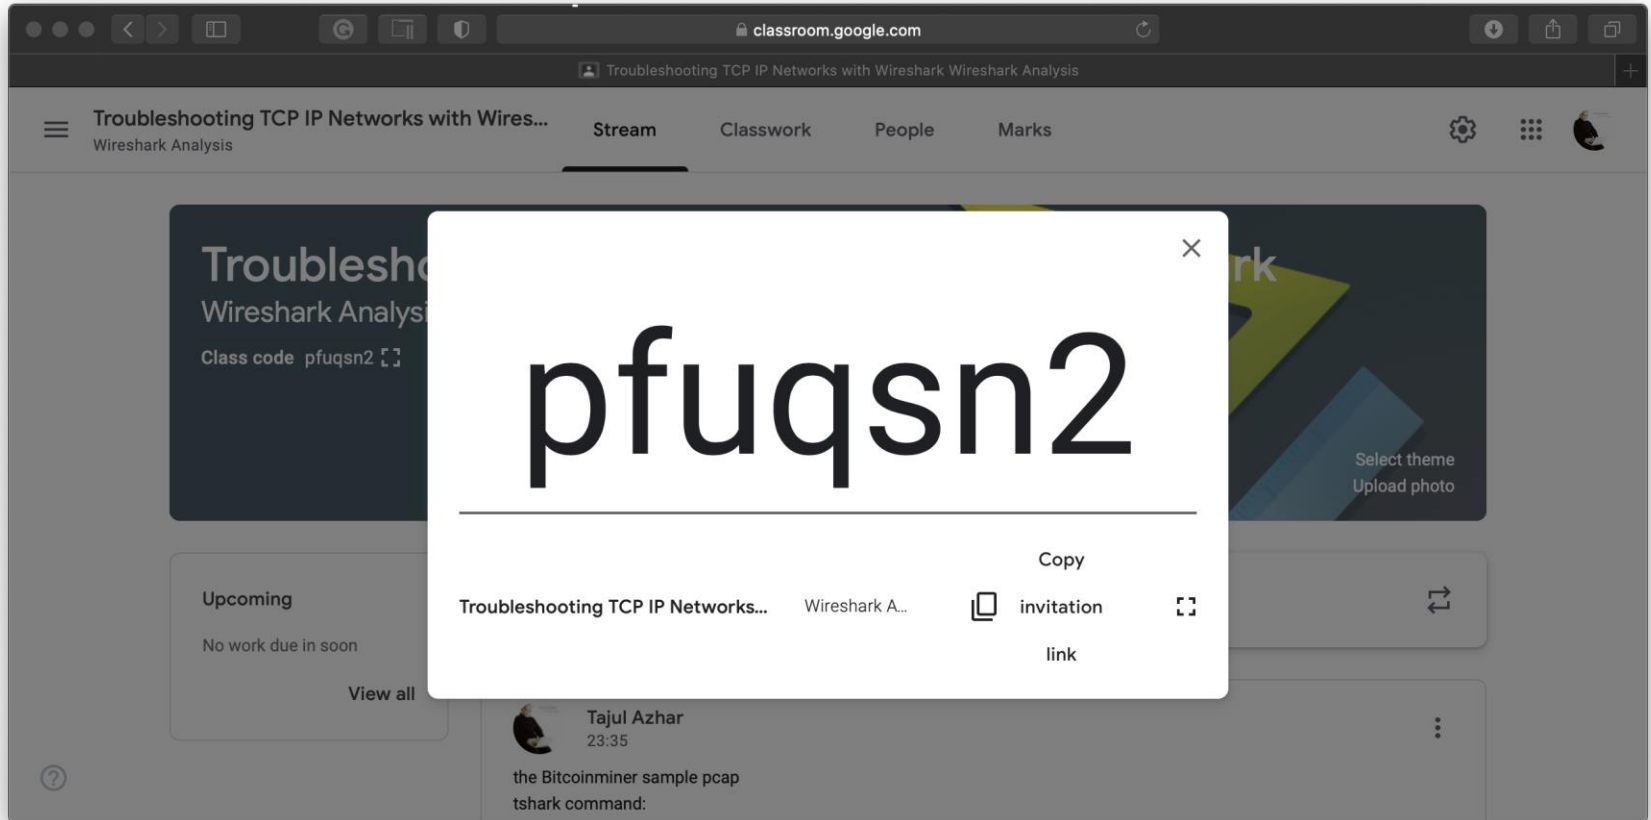 classroom.google.com
Troubleshooting TCP IP Networks with Wireshark Wireshark Analysis
Troubleshooting TCP IP Networks with Wires...
Wireshark Analysis
Stream
Classwork
People
Marks
Troublesho
rk
Wireshark Analysi
Class code pfuqsn2
pfuqsn2
Select theme
Upload photo
Troubleshooting TCP IP Networks...
Wireshark A...
Copy
invitation
link
Upcoming
No work due in soon
View all
Tajul Azhar
23:35
the Bitcoinminer sample pcap
tshark command: